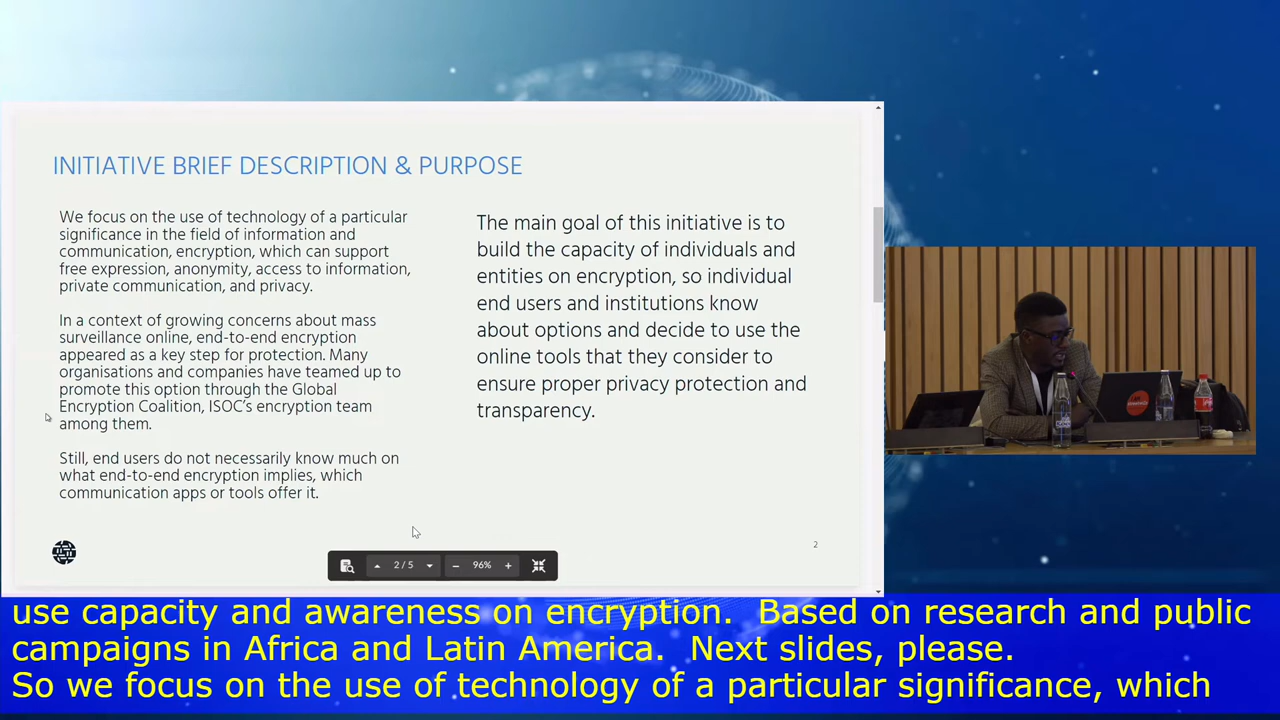 INITIATIVE BRIEF DESCRIPTION & PURPOSE
We focus on the use of technology of a particular
significance in the field of information and
communication, encryption, which can support
free expression, anonymity, access to information,
private communication, and privacy.
In a context of growing concerns about mass
surveillance online, end-to-end encryption
appeared as a key step for protection. Many
organisations and companies have teamed up to
promote this option through the Global
Encryption Coalition, ISOC's encryption team
among them.
Still, end users do not necessarily know much on
what end-to-end encryption implies, which
communication apps or tools offer it.
The main goal of this initiative is to
build the capacity of individuals and
entities on encryption, so individual
end users and institutions know
about options and decide to use the
online tools that they consider to
ensure proper privacy protection and
transparency.
2
2 / 5
96%
use capacity and awareness on encryption. Based on research and public
campaigns in Africa and Latin America. Next slides, please.
So we focus on the use of technology of a particular significance, which